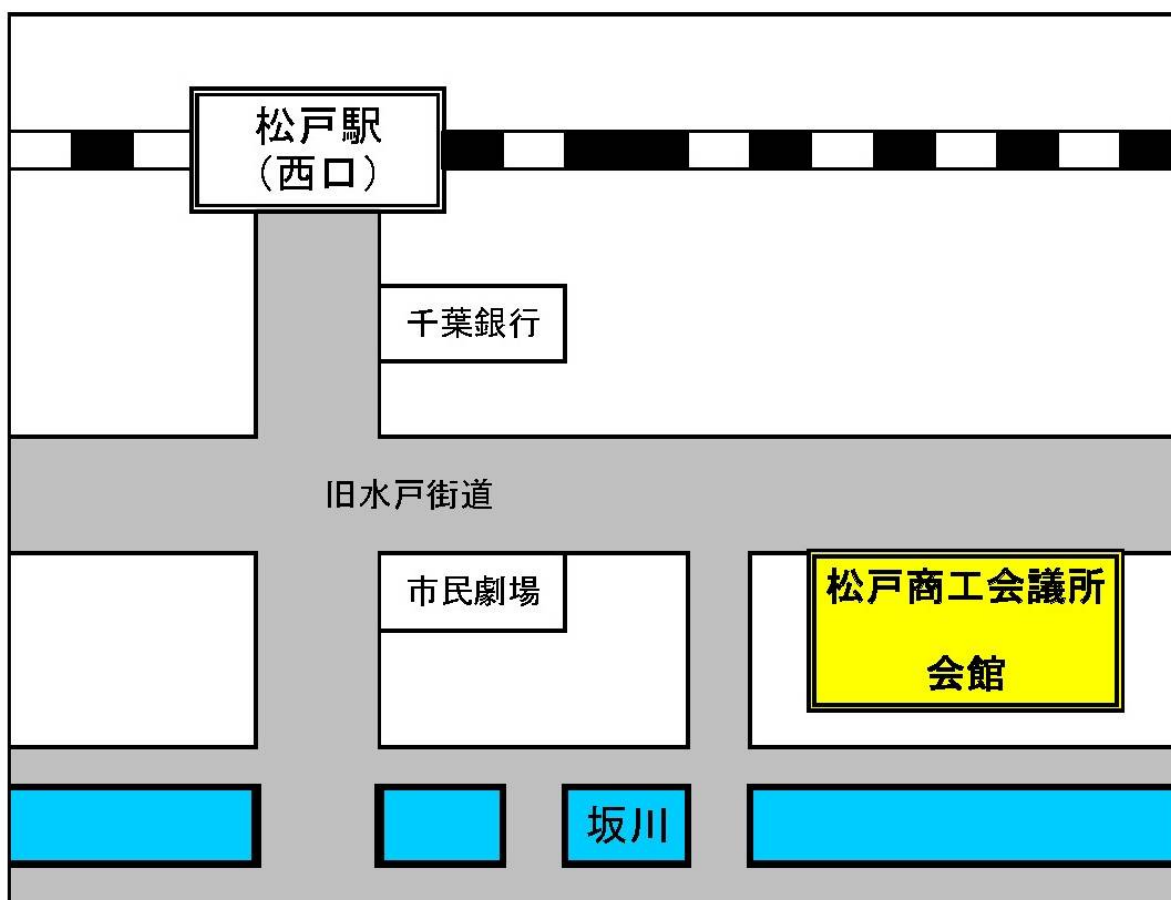 松戸駅
（西口）
千葉銀行
旧水戸街道
市民劇場
松戸商工会議所
会館
坂川